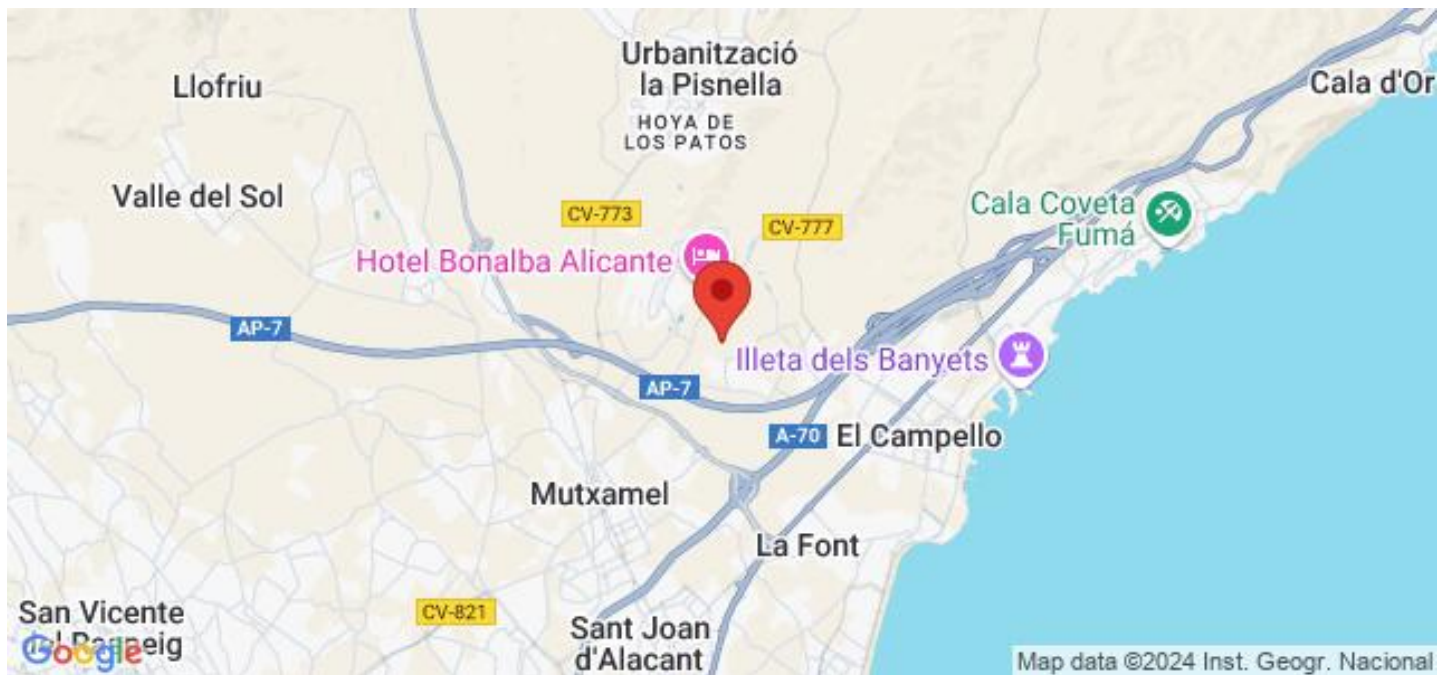 Urbanització
la Pisnella
HOYA DE
LOS PATOS
Llofriu
Cala d'Or
Valle del Sol
CV-773
CV-777
Cala Coveta
Fumá
Hotel Bonalba Alicante
AP-7
Illeta dels Banyets
AP-7
A-70
El Campello
Mutxamel
La Font
CV-821
San Vicente
Sant Joan
d'Alacant
Google
Map data ©2024 Inst. Geogr. Nacional